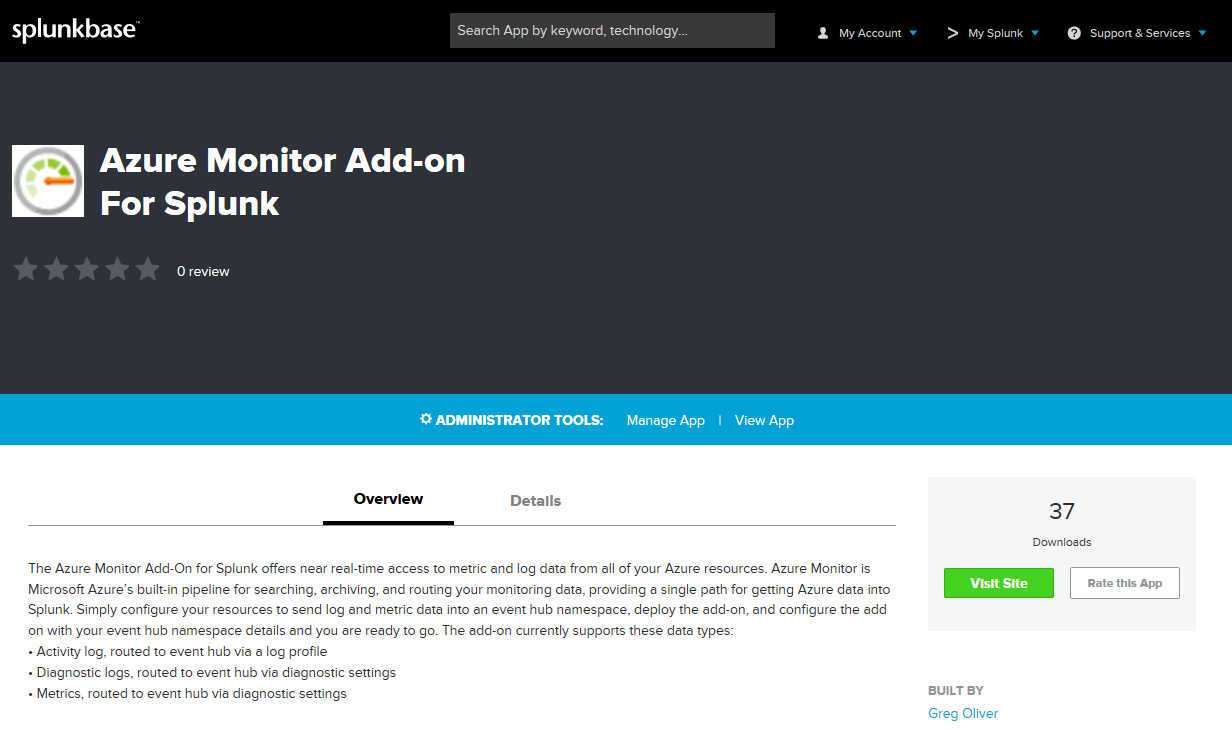 splunkbase™
Search App by keyword, technology...
My Account
> My Splunk
? Support & Services
Azure Monitor Add-on
For Splunk
0 review
ADMINISTRATOR TOOLS: Manage App | View App
Overview
Details
The Azure Monitor Add-On for Splunk offers near real-time access to metric and log data from all of your Azure resources. Azure Monitor is
Microsoft Azure’s built-in pipeline for searching, archiving, and routing your monitoring data, providing a single path for getting Azure data into
Splunk. Simply configure your resources to send log and metric data into an event hub namespace, deploy the add-on, and configure the add
on with your event hub namespace details and you are ready to go. The add-on currently supports these data types:
• Activity log, routed to event hub via a log profile
• Diagnostic logs, routed to event hub via diagnostic settings
• Metrics, routed to event hub via diagnostic settings
37
Downloads
Visit Site
Rate this App
BUILT BY
Greg Oliver